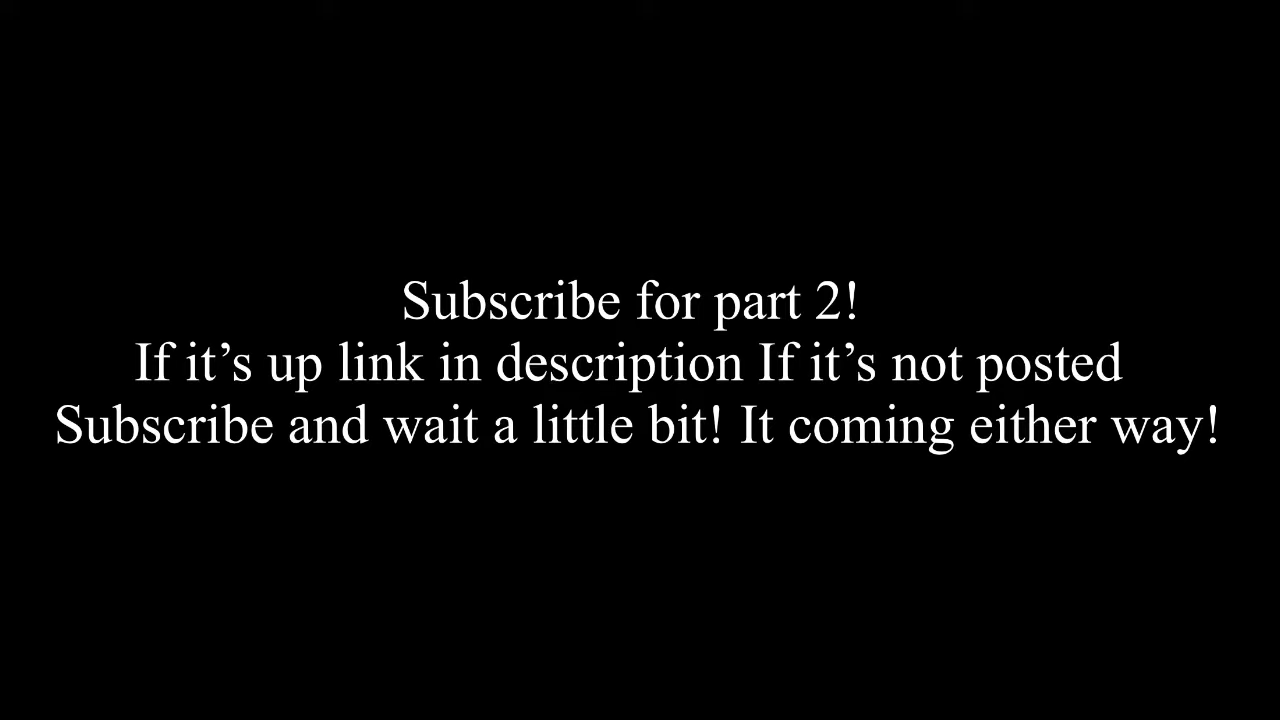 Subscribe for part 2!
If it’s up link in description If it’s not posted
Subscribe and wait a little bit! It coming either way!